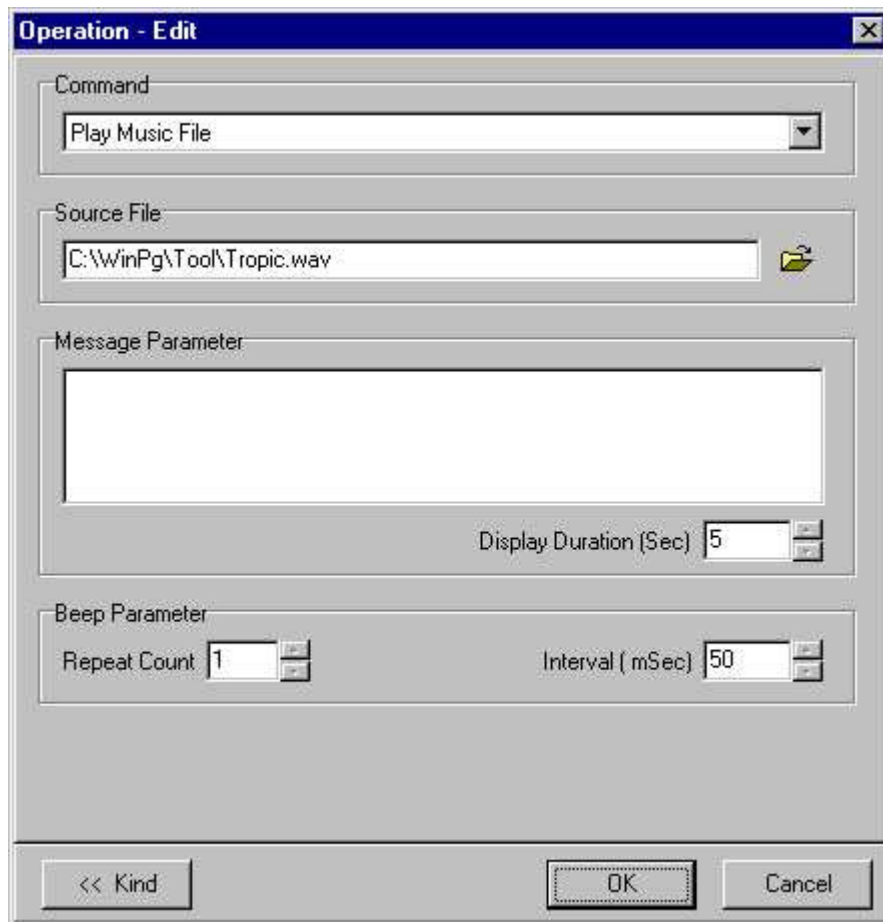 Operation - Edit
Command
Play Music File
Source File
C:\WinPg\Tool\Tropic.wav
Message Parameter
Display Duration (Sec) 5
Beep Parameter
Repeat Count 1 Interval ( mSec) 50
<< Kind OK Cancel